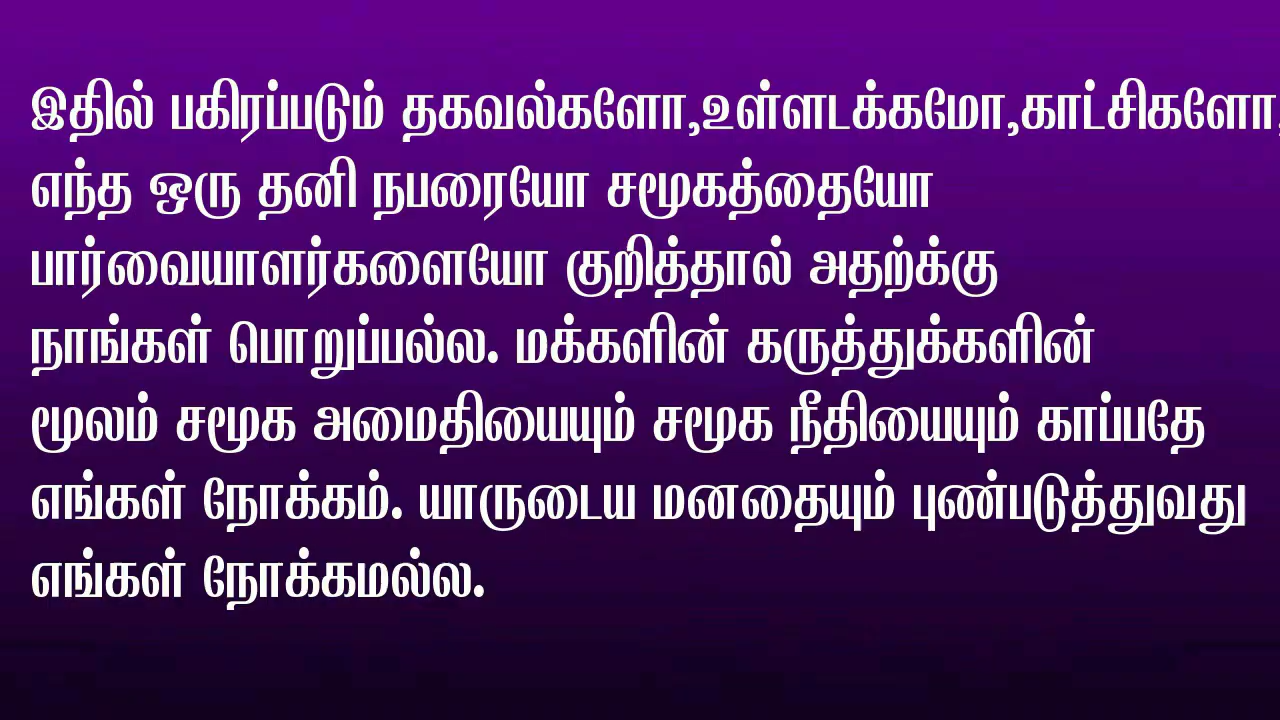 இதில் பகிரப்படும் தகவல்களோ,உள்ளடக்கமோ,காட்சிகளோ,
எந்த ஒரு தனி நபரையோ சமூகத்தையோ
பார்வையாளர்களையோ குறித்தால் அதற்க்கு
நாங்கள் பொறுப்பல்ல. மக்களின் கருத்துக்களின்
மூலம் சமூக அமைதியையும் சமூக நீதியையும் காப்பதே
எங்கள் நோக்கம். யாருடைய மனதையும் புண்படுத்துவது
எங்கள் நோக்கமல்ல.